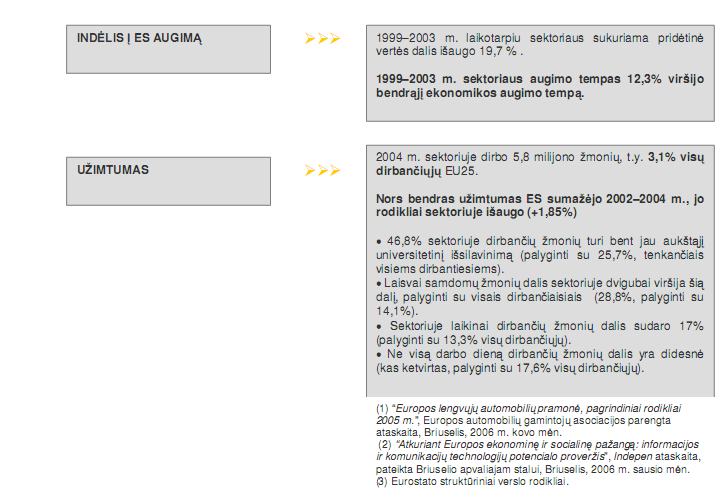 INDĖLIS Į ES AUGIMĄ
1999–2003 m. laikotarpiu sektoriaus sukuriama pridėtinė
vertės dalis išaugo 19,7 % .
1999–2003 m. sektoriaus augimo tempas 12,3% viršijo
bendrąjį ekonomikos augimo tempą.
UŽIMTUMAS
2004 m. sektoriuje dirbo 5,8 milijono žmonių, t.y. 3,1% visų
dirbančiųjų EU25.
Nors bendras užimtumas ES sumažėjo 2002–2004 m., jo
rodikliai sektoriuje išaugo (+1,85%)
• 46,8% sektoriuje dirbančių žmonių turi bent jau aukštąjį
universitetinį išsilavinimą (palyginti su 25,7%, tenkančiais
visiems dirbantiesiems).
• Laisvai samdomų žmonių dalis sektoriuje dvigubai viršija šią
dalį, palyginti su visais dirbančiaisiais (28,8%, palyginti su
14,1%).
• Sektoriuje laikinai dirbančių žmonių dalis sudaro 17%
(palyginti su 13,3% visų dirbančiųjų).
• Ne visą darbo dieną dirbančių žmonių dalis yra didesnė
(kas ketvirtas, palyginti su 17,6% visų dirbančiųjų).
(1) “Europos lengvųjų automobilių pramonė, pagrindiniai rodikliai
2005 m.”, Europos automobilių gamintojų asociacijos parengta
ataskaita, Briuselis, 2006 m. kovo mėn.
(2) “Atkuriant Europos ekonominę ir socialinę pažangą: informacijos
ir komunikacijų technologijų potencialo proveržis”, Indepen ataskaita,
pateikta Briuselio apvaliajam stalui, Briuselis, 2006 m. sausio mėn.
(3) Eurostato struktūriniai verslo rodikliai.